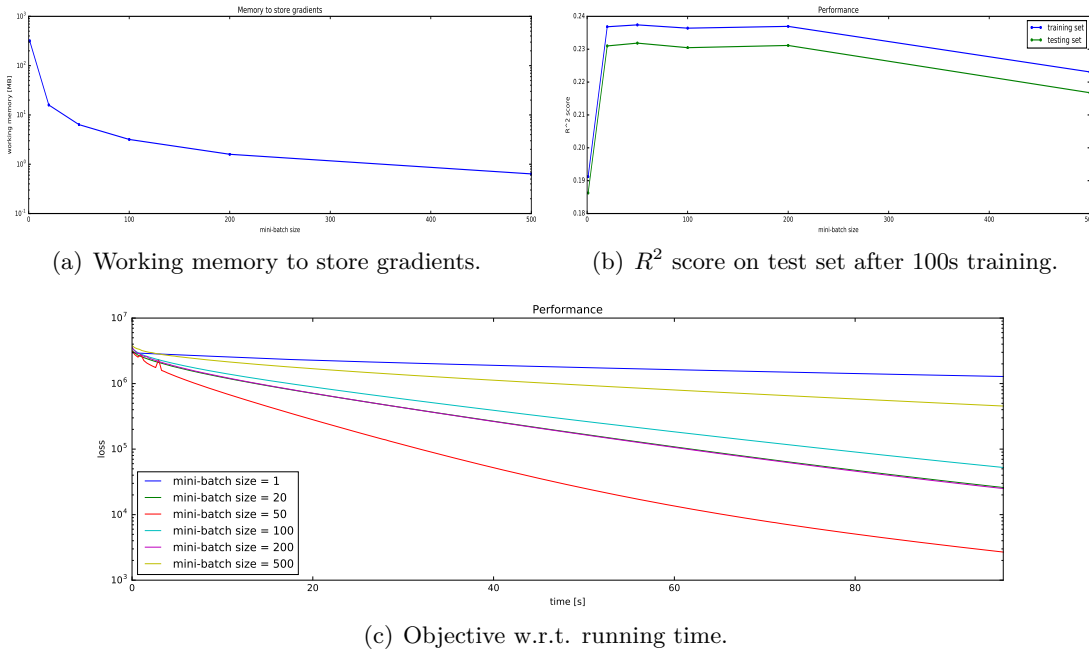 Memory to store gradients
10^3
10^2
10^1
10^0
10^-1
working memory [MB]
0 100 200 300 400 500
mini-batch size
(a) Working memory to store gradients.
Performance
0.24
0.23
0.22
0.21
0.20
0.19
0.18
R^2 score
training set
testing set
0 100 200 300 400 500
mini-batch size
(b) R^2 score on test set after 100s training.
Performance
10^7
10^6
10^5
10^4
10^3
loss
mini-batch size = 1
mini-batch size = 20
mini-batch size = 50
mini-batch size = 100
mini-batch size = 200
mini-batch size = 500
0 20 40 60 80
time [s]
(c) Objective w.r.t. running time.